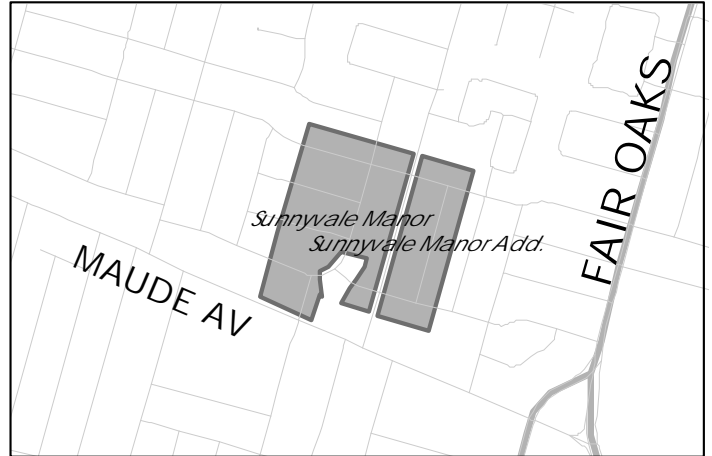 FAIR OAKS
Sunnyvale Manor
Sunnyvale Manor Add.
MAUDE AV